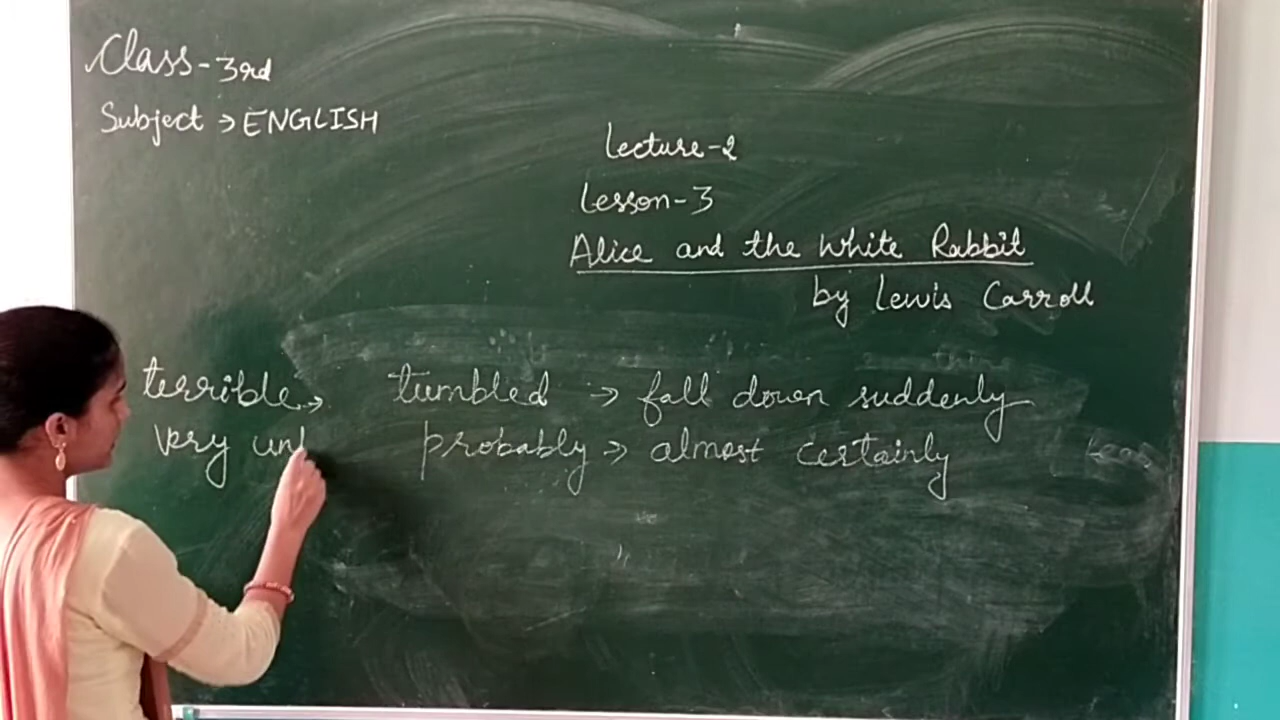 Class - 3rd
Subject → ENGLISH
Lecture-2
Lesson-3
Alice and the White Rabbit
by Lewis Carroll
terrible →
very
tumbled → fall down suddenly
probably → almost certainly